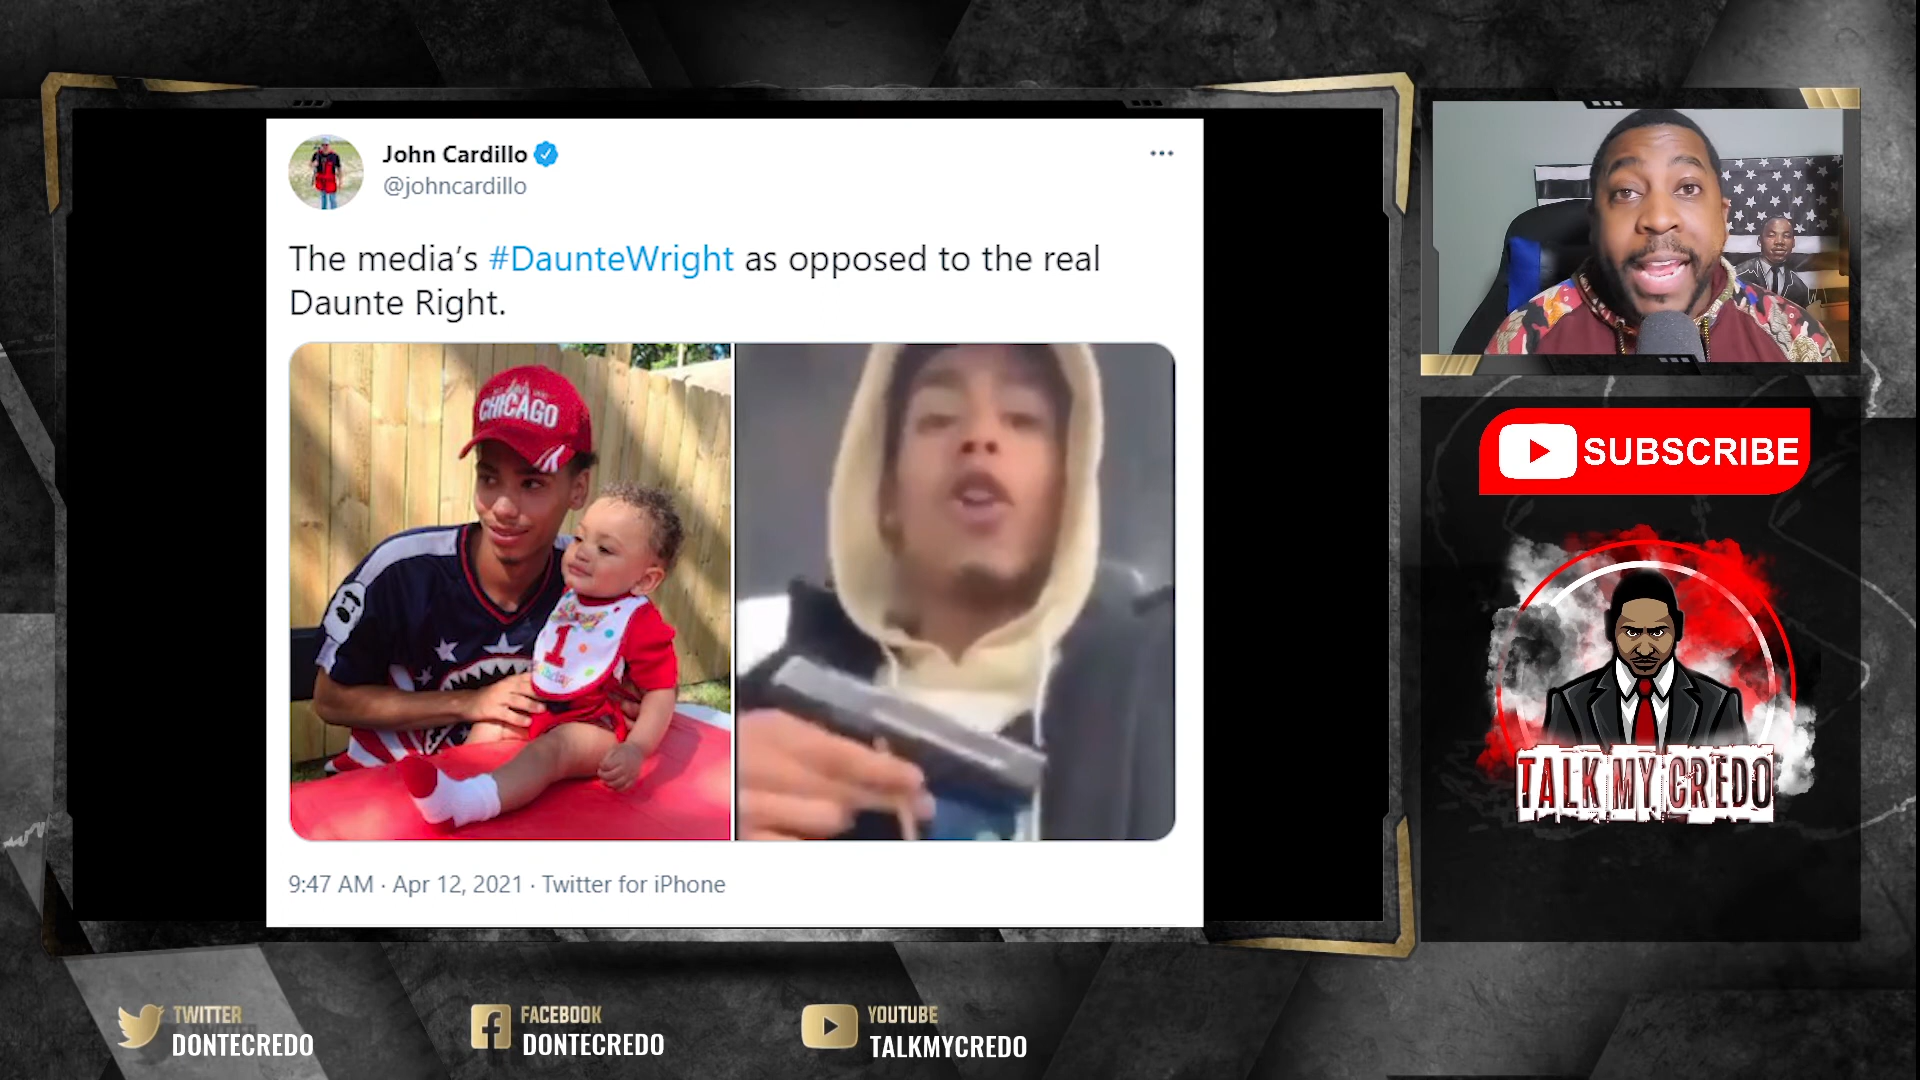 John Cardillo
@johncardillo
The media's #DaunteWright as opposed to the real
Daunte Right.
CHICAGO
1
9:47 AM · Apr 12, 2021 · Twitter for iPhone
SUBSCRIBE
TALK MY CREDO
TWITTER
DONTECREDO
FACEBOOK
DONTECREDO
YOUTUBE
TALKMYCREDO